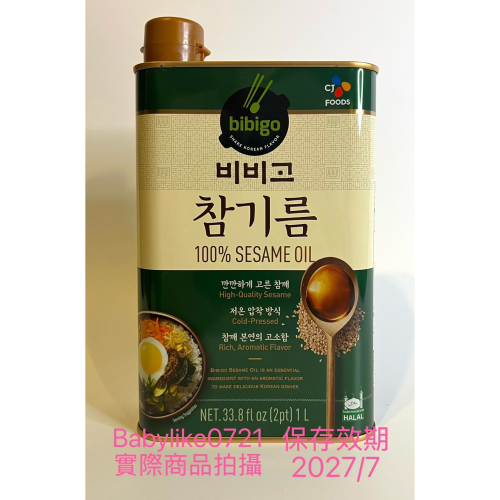 CJ
FOODS
bibigo
SHARE KOREAN FLAVOR
비비고
참기름
100% SESAME OIL
깐깐하게 고른 참깨
High-Quality Sesame
저온 압착 방식
Cold-Pressed
참깨 본연의 고소함
Rich, Aromatic Flavor
BIBIGO SESAME OIL IS AN ESSENTIAL
INGREDIENT WITH AN AROMATIC FLAVOR
TO MAKE DELICIOUS KOREAN DISHES.
NET. 33.8 fl oz (2pt) 1 L
HALAL
Babylike0721 保存效期
實際商品拍攝 2027/7